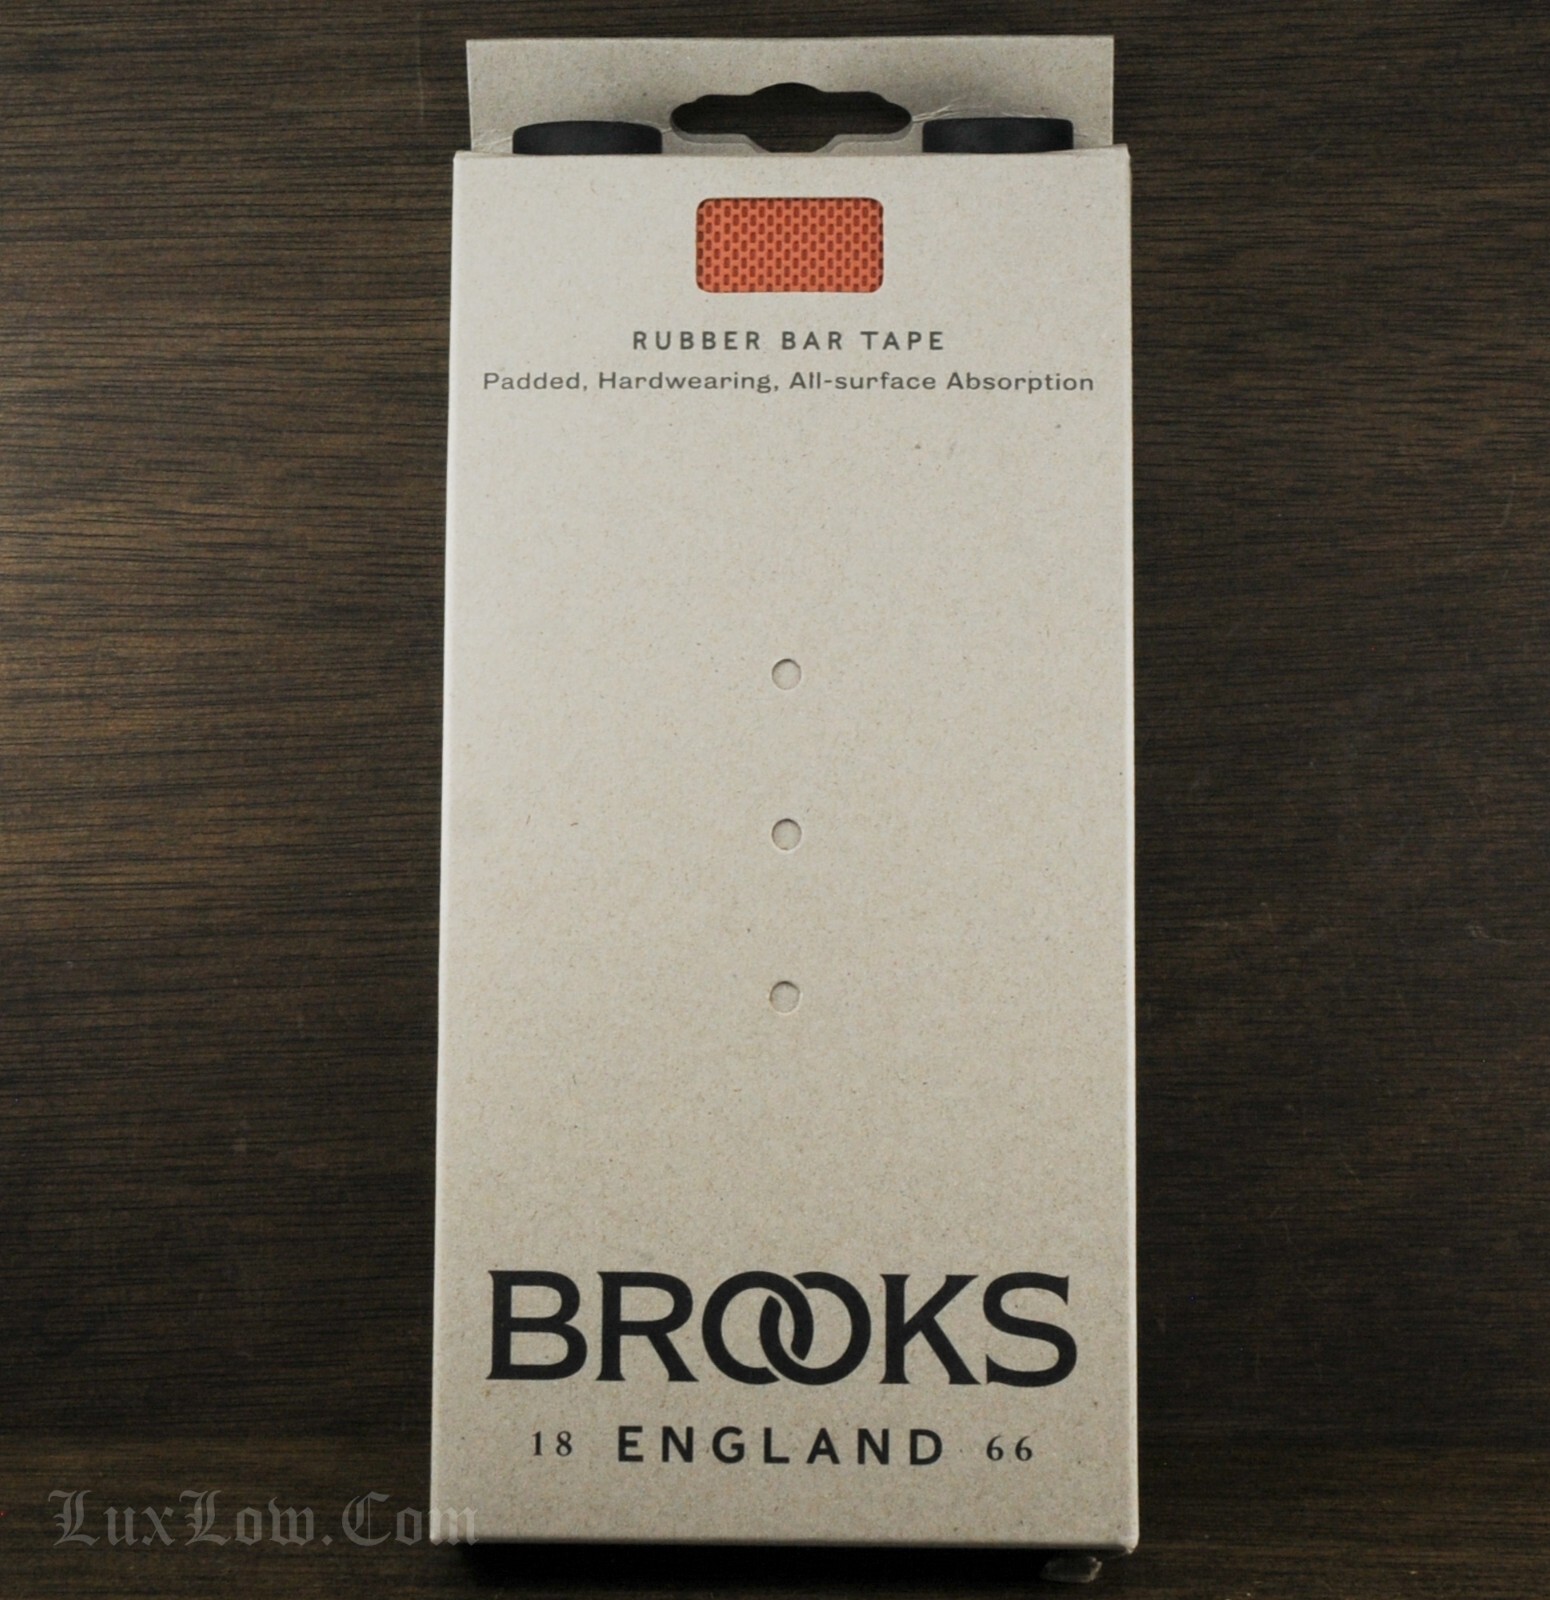 RUBBER BAR TAPE
Padded, Hardwearing, All-surface Absorption
BROOKS
18 ENGLAND 66
LuxLow.Com